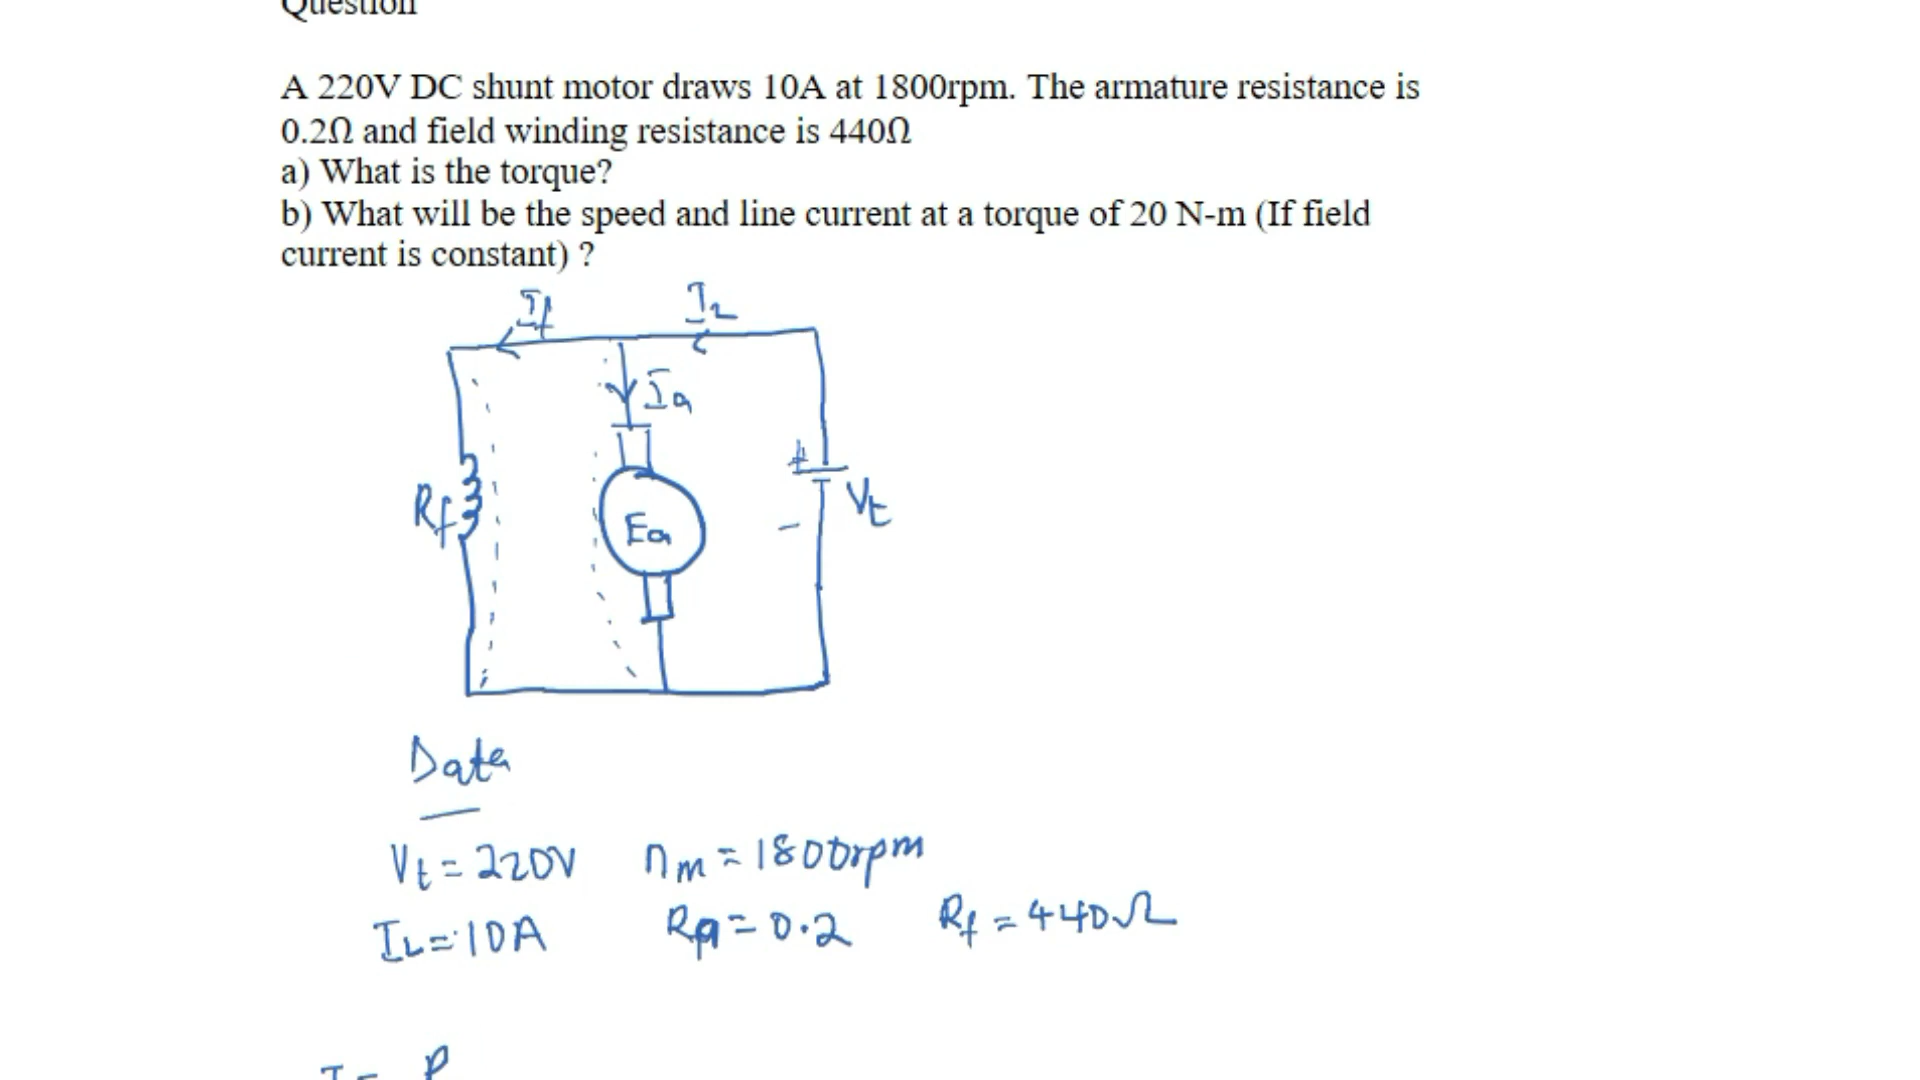 Question
A 220V DC shunt motor draws 10A at 1800rpm. The armature resistance is
0.2Ω and field winding resistance is 440Ω
a) What is the torque?
b) What will be the speed and line current at a torque of 20 N-m (If field
current is constant) ?
If
IL
Ia
+
Rf
Ea
Vt
-
Data
Vt = 220V nm = 1800rpm
IL = 10A Ra = 0.2 Rf = 440Ω
P